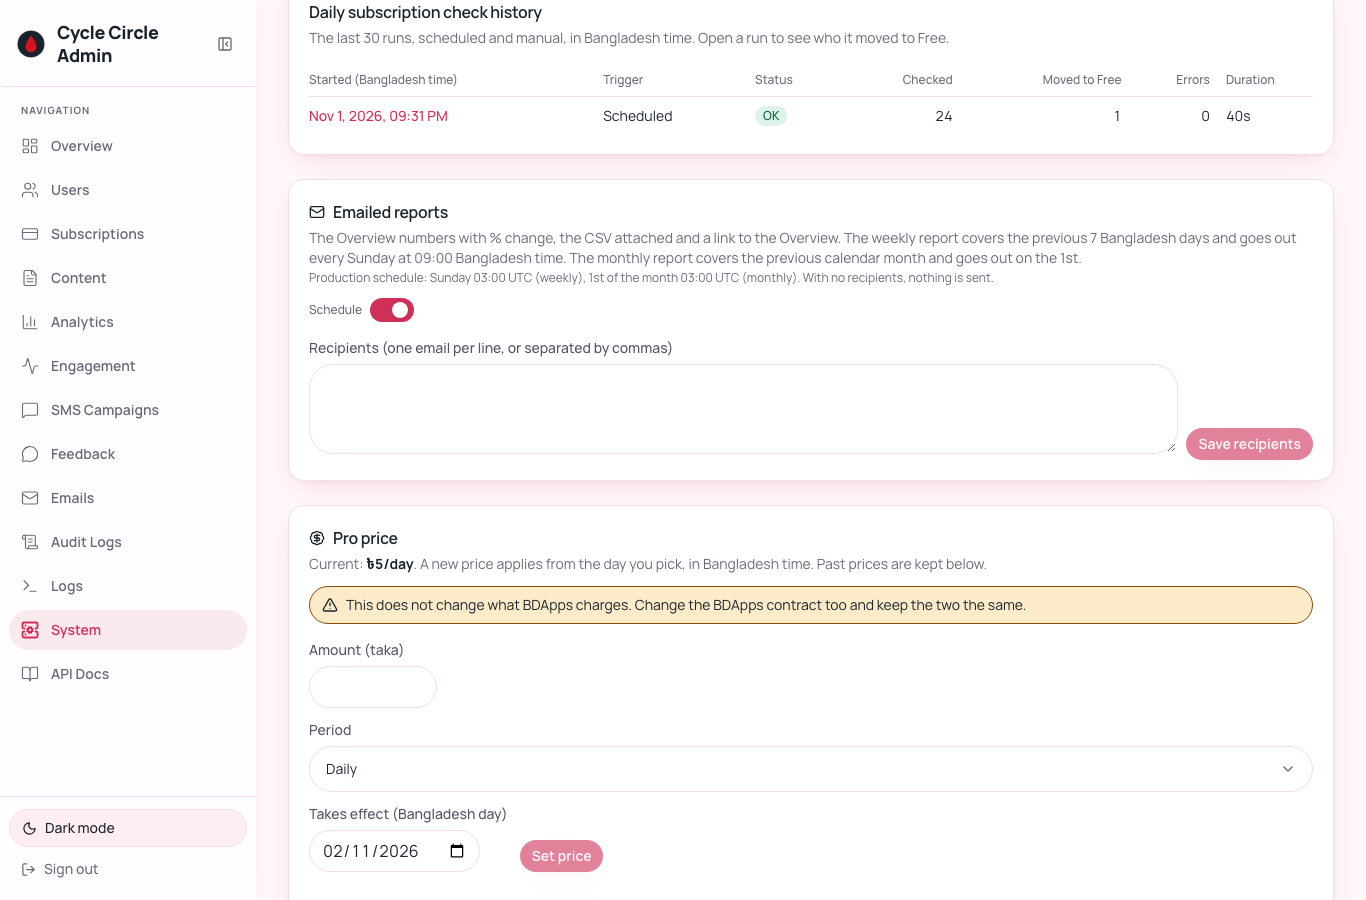 Cycle Circle
Admin
NAVIGATION
Overview
Users
Subscriptions
Content
Analytics
Engagement
SMS Campaigns
Feedback
Emails
Audit Logs
Logs
System
API Docs
Dark mode
Sign out
Daily subscription check history
The last 30 runs, scheduled and manual, in Bangladesh time. Open a run to see who it moved to Free.
Started (Bangladesh time) Trigger Status Checked Moved to Free Errors Duration
Nov 1, 2026, 09:31 PM Scheduled OK 24 1 0 40s
Emailed reports
The Overview numbers with % change, the CSV attached and a link to the Overview. The weekly report covers the previous 7 Bangladesh days and goes out
every Sunday at 09:00 Bangladesh time. The monthly report covers the previous calendar month and goes out on the 1st.
Production schedule: Sunday 03:00 UTC (weekly), 1st of the month 03:00 UTC (monthly). With no recipients, nothing is sent.
Schedule
Recipients (one email per line, or separated by commas)
Save recipients
Pro price
Current: ৳5/day. A new price applies from the day you pick, in Bangladesh time. Past prices are kept below.
This does not change what BDApps charges. Change the BDApps contract too and keep the two the same.
Amount (taka)
Period
Daily
Takes effect (Bangladesh day)
02/11/2026
Set price